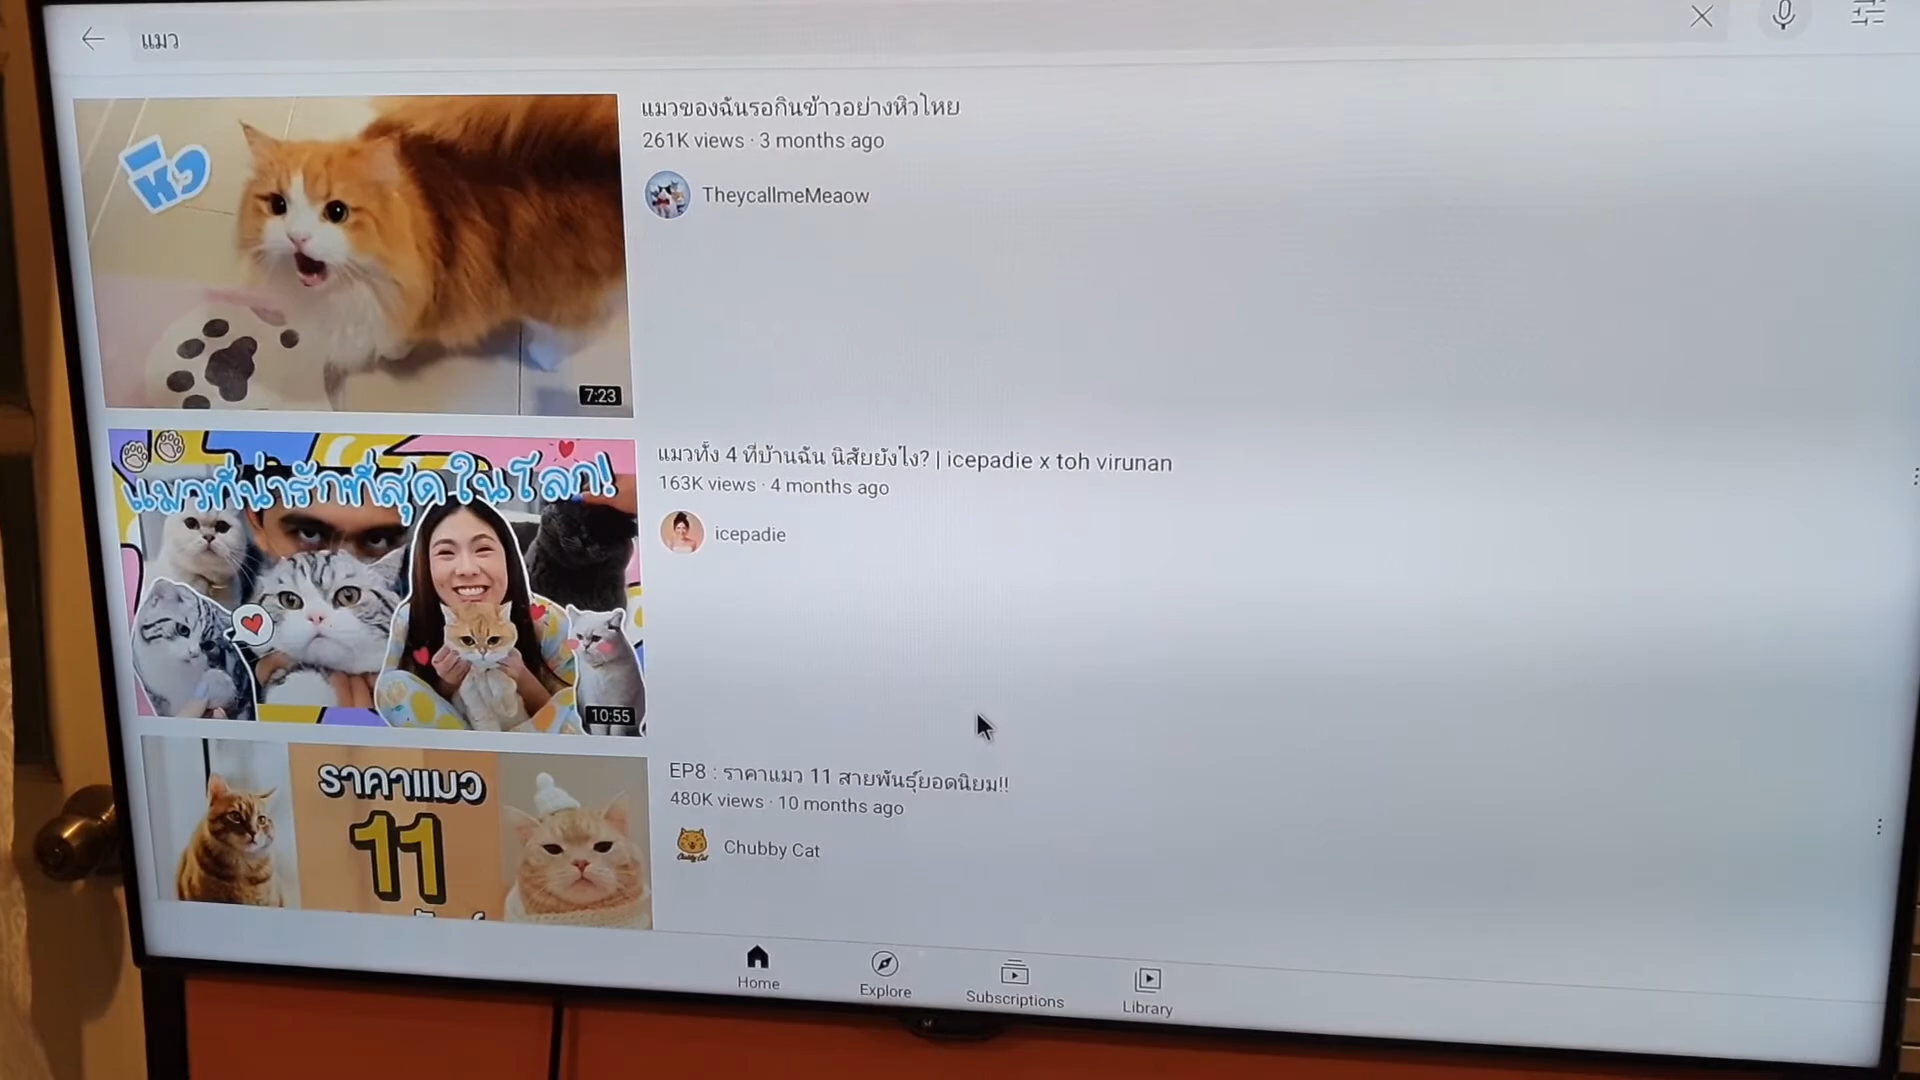 แมว
หิว
7:23
แมวของฉันรอกินข้าวอย่างหิวโหย
261K views · 3 months ago
TheycallmeMeaow
แมวที่น่ารักที่สุดในโลก!
10:55
แมวทั้ง 4 ที่บ้านฉัน นิสัยยังไง? | icepadie x toh virunan
163K views · 4 months ago
icepadie
ราคาแมว
11
EP8 : ราคาแมว 11 สายพันธุ์ยอดนิยม!!
480K views · 10 months ago
Chubby Cat
Home
Explore
Subscriptions
Library